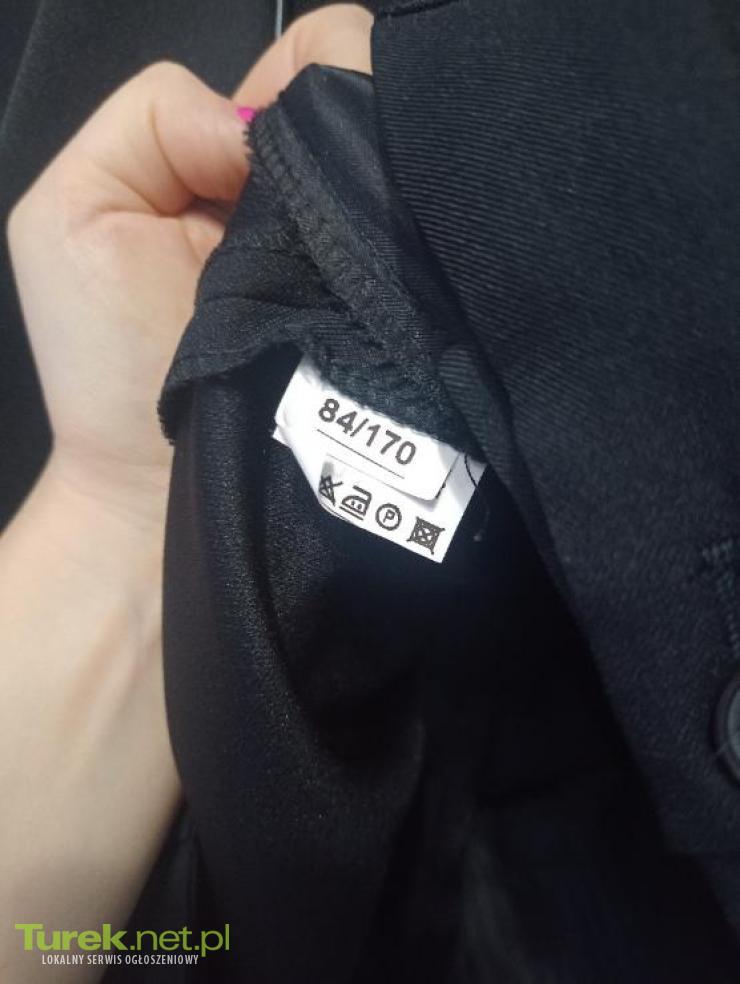 84/170
P
Turek.net.pl
LOKALNY SERWIS OGŁOSZENIOWY